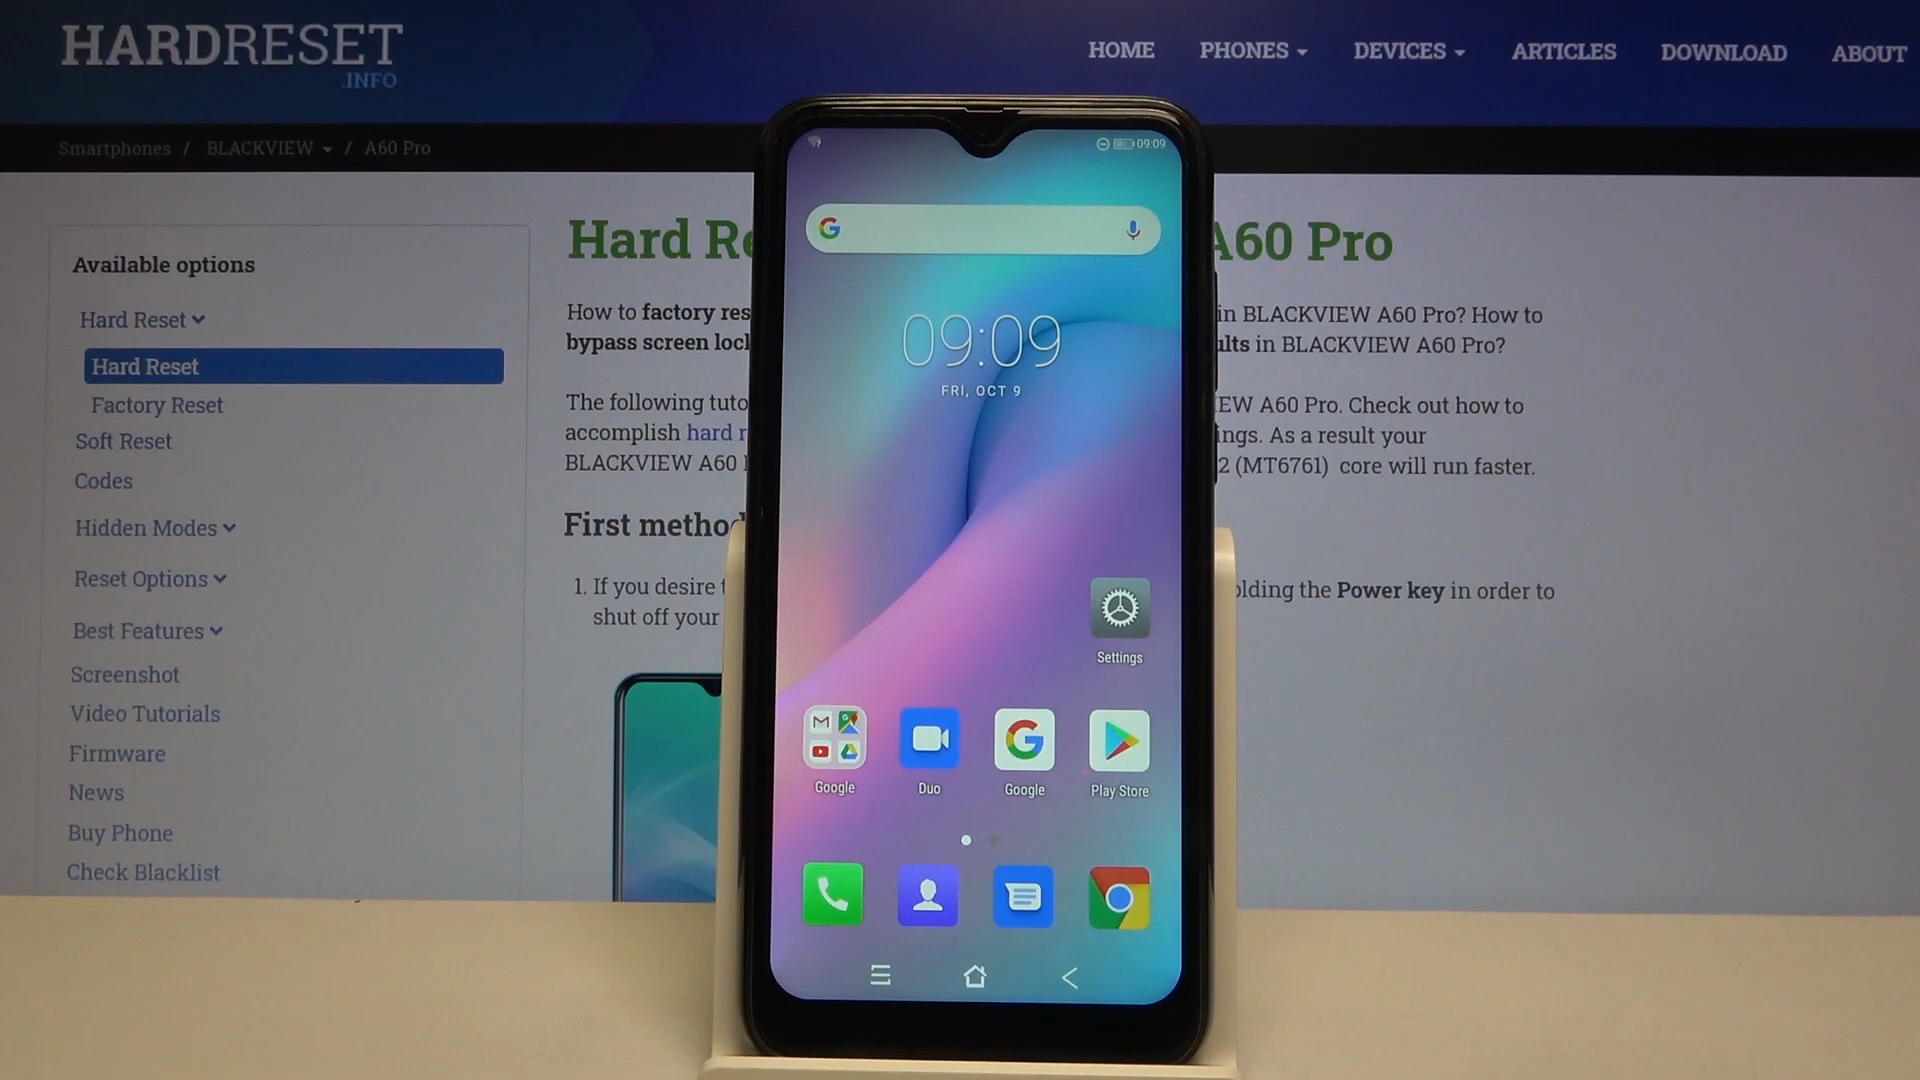 HARDRESET
.INFO
HOME PHONES DEVICES ARTICLES DOWNLOAD ABOUT
Smartphones / BLACKVIEW / A60 Pro
Available options
Hard Reset
Hard Reset
Factory Reset
Soft Reset
Codes
Hidden Modes
Reset Options
Best Features
Screenshot
Video Tutorials
Firmware
News
Buy Phone
Check Blacklist
Hard Re A60 Pro
How to factory res in BLACKVIEW A60 Pro? How to
bypass screen lock ults in BLACKVIEW A60 Pro?
The following tuto EW A60 Pro. Check out how to
accomplish hard r ings. As a result your
BLACKVIEW A60 2 (MT6761) core will run faster.
First method
1. If you desire t olding the Power key in order to
shut off your
09:09
09:09
FRI, OCT 9
Settings
Google Duo Google Play Store